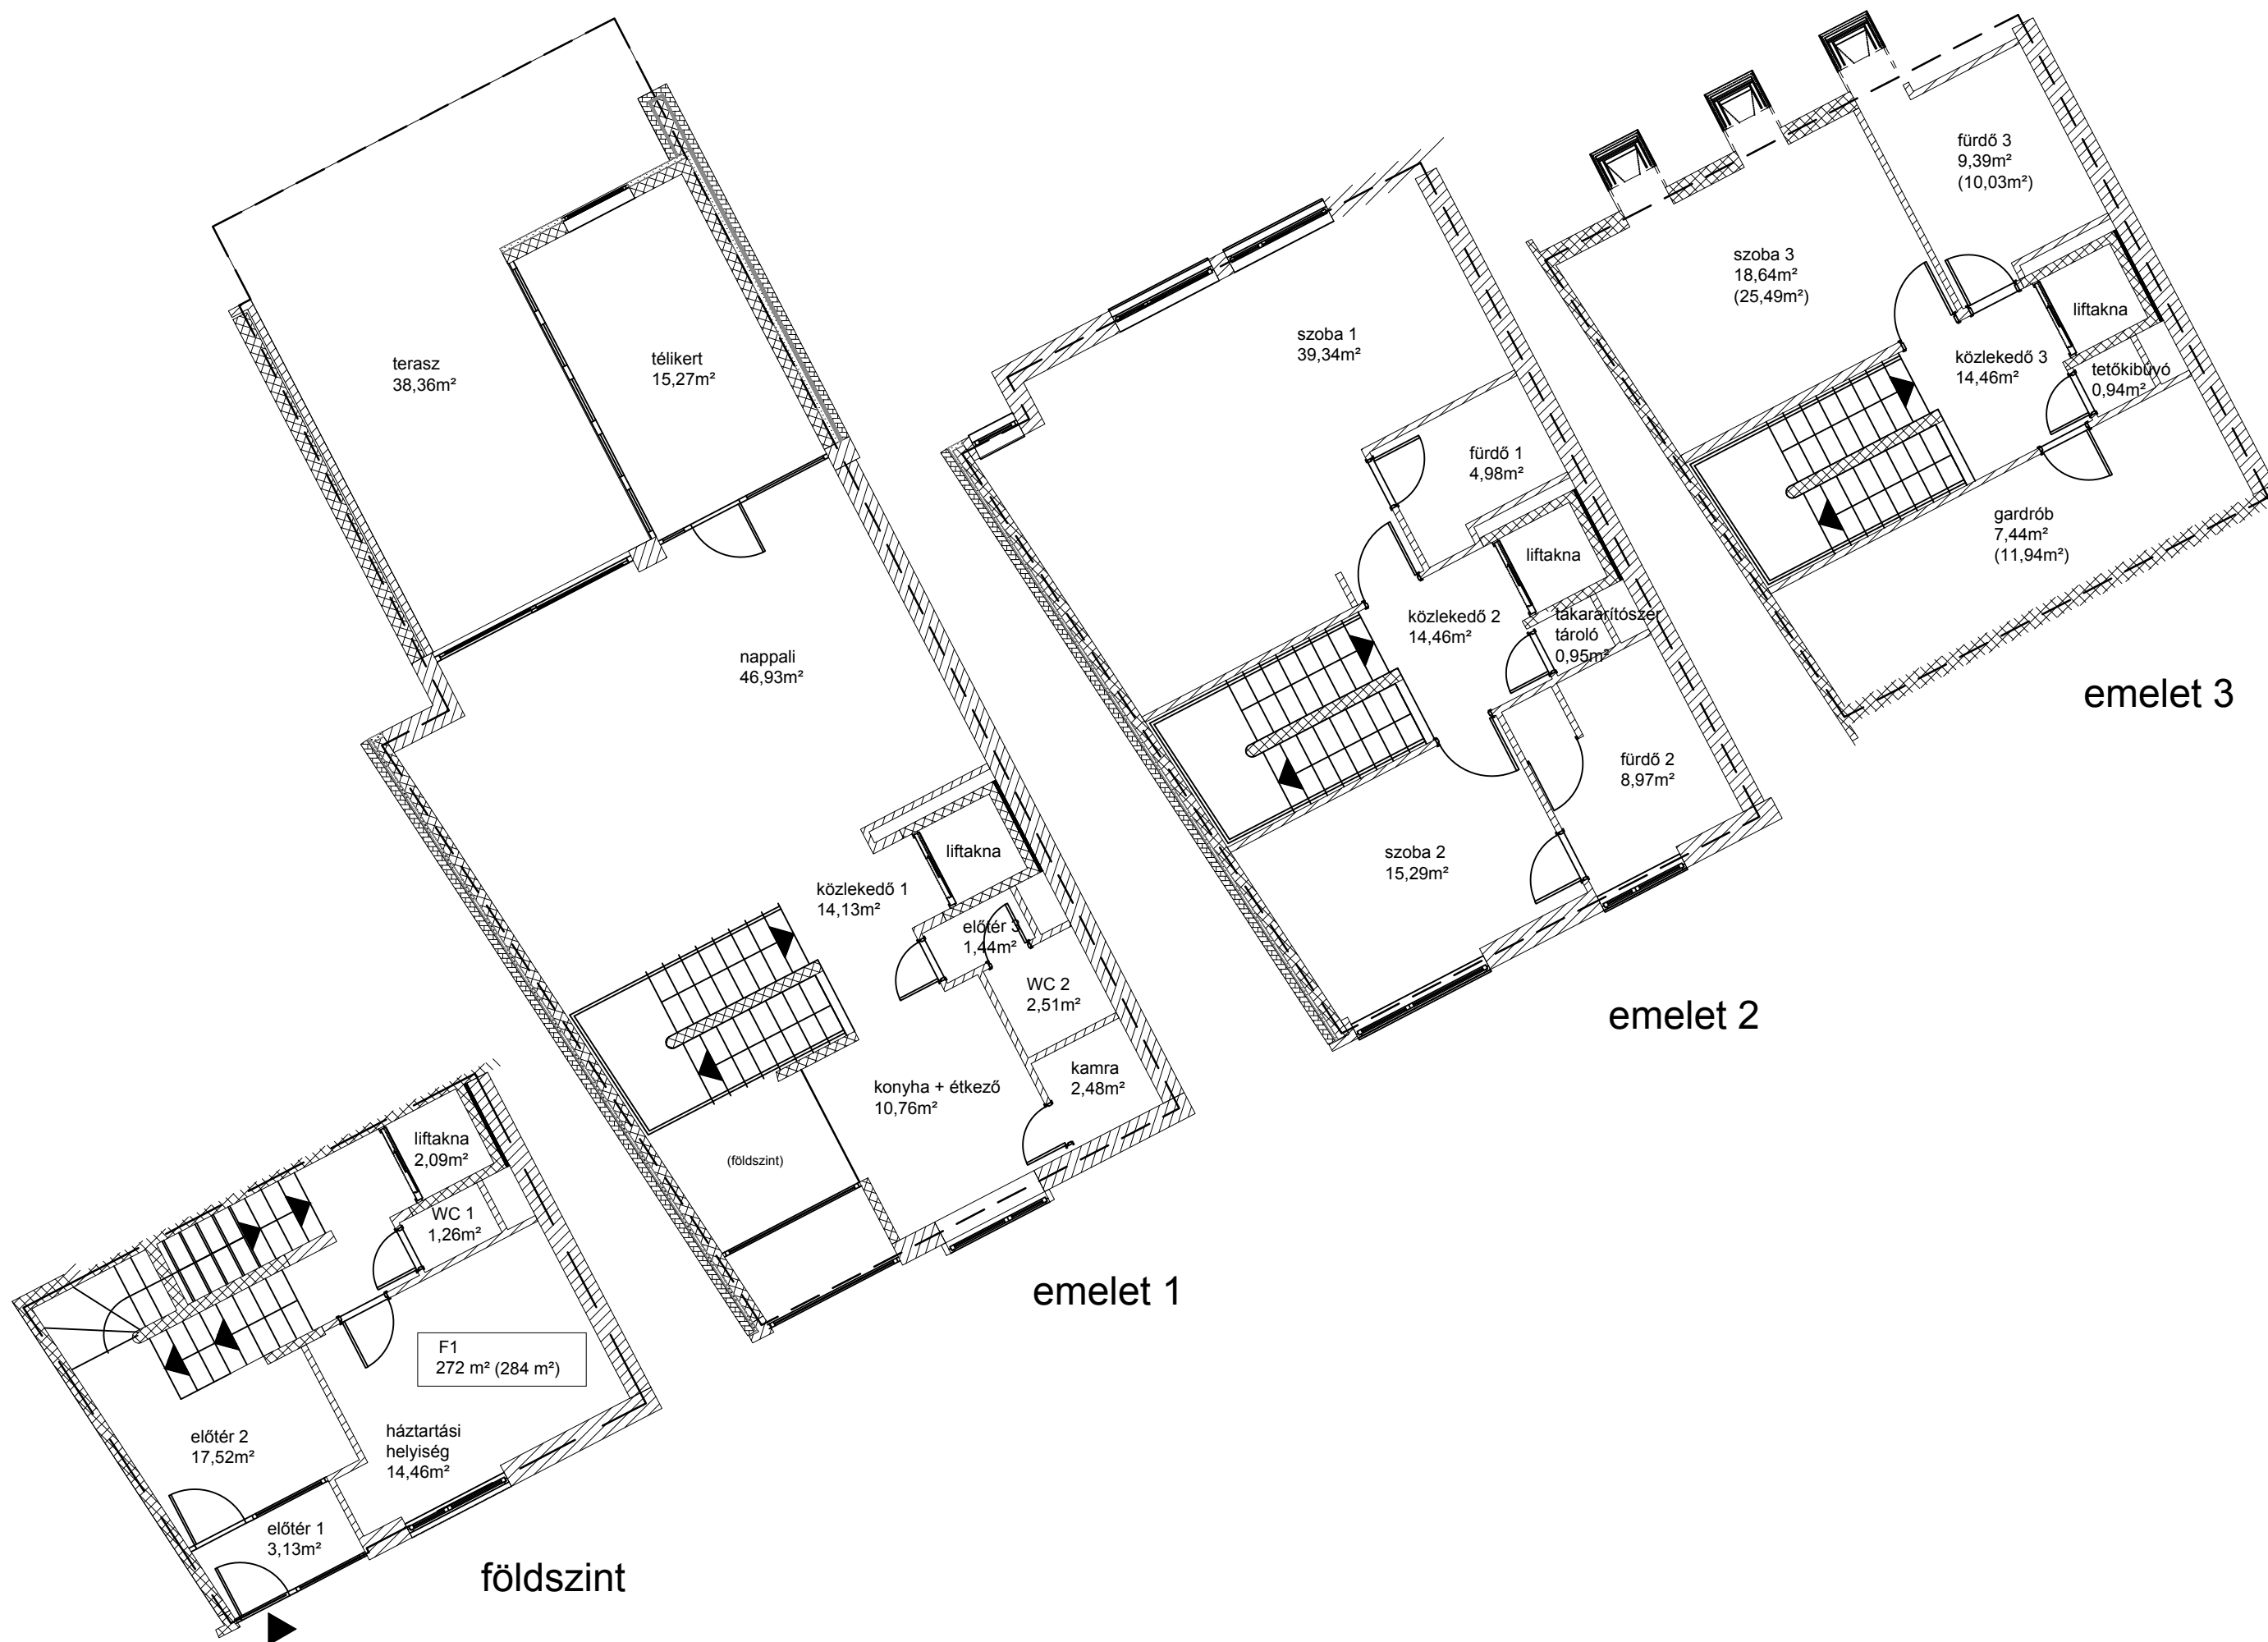 terasz
38,36m²
télikert
15,27m²
nappali
46,93m²
liftakna
közlekedő 1
14,13m²
előtér 3
1,44m²
WC 2
2,51m²
konyha + étkező
10,76m²
kamra
2,48m²
(földszint)
emelet 1
szoba 1
39,34m²
fürdő 1
4,98m²
liftakna
közlekedő 2
14,46m²
takarítószer
tároló
0,95m²
fürdő 2
8,97m²
szoba 2
15,29m²
emelet 2
fürdő 3
9,39m²
(10,03m²)
szoba 3
18,64m²
(25,49m²)
liftakna
közlekedő 3
14,46m²
tetőkibúvó
0,94m²
gardrób
7,44m²
(11,94m²)
emelet 3
liftakna
2,09m²
WC 1
1,26m²
F1
272 m² (284 m²)
előtér 2
17,52m²
háztartási
helyiség
14,46m²
előtér 1
3,13m²
földszint